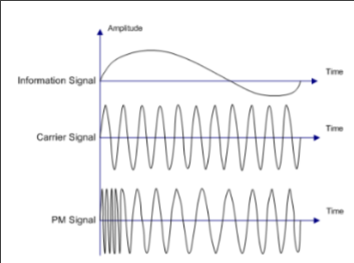 Amplitude
Time
Information Signal
Time
Carrier Signal
Time
PM Signal